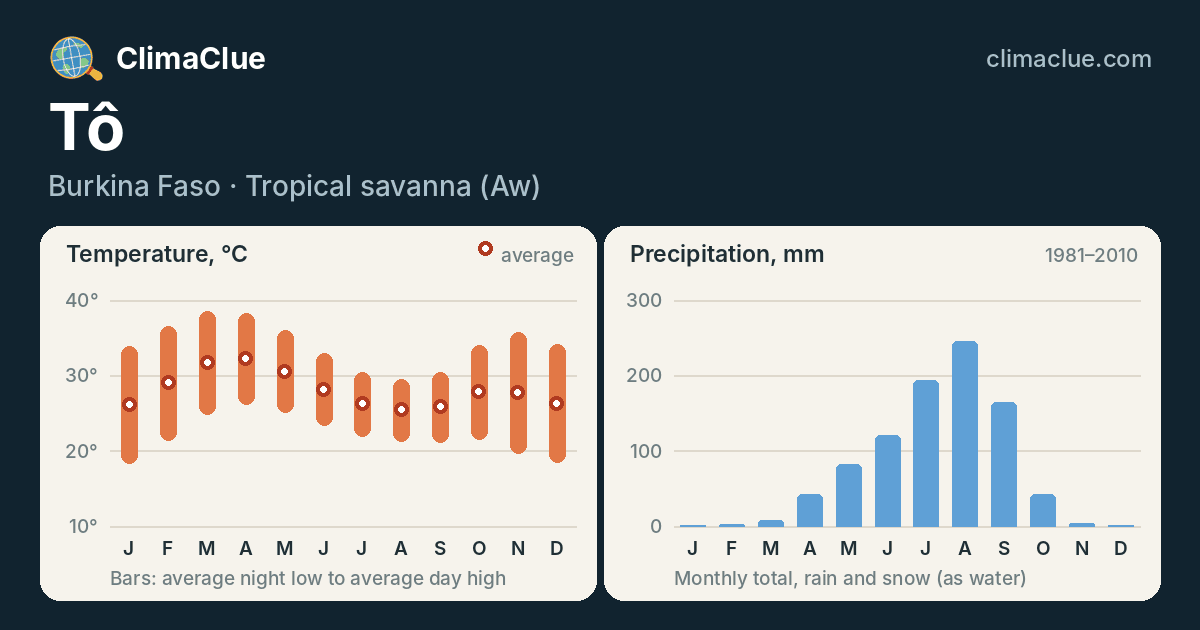 ClimaClue
climaclue.com
Tô
Burkina Faso · Tropical savanna (Aw)
Temperature, °C
average
40°
30°
20°
10°
J F M A M J J A S O N D
Bars: average night low to average day high
Precipitation, mm
1981–2010
300
200
100
0
J F M A M J J A S O N D
Monthly total, rain and snow (as water)